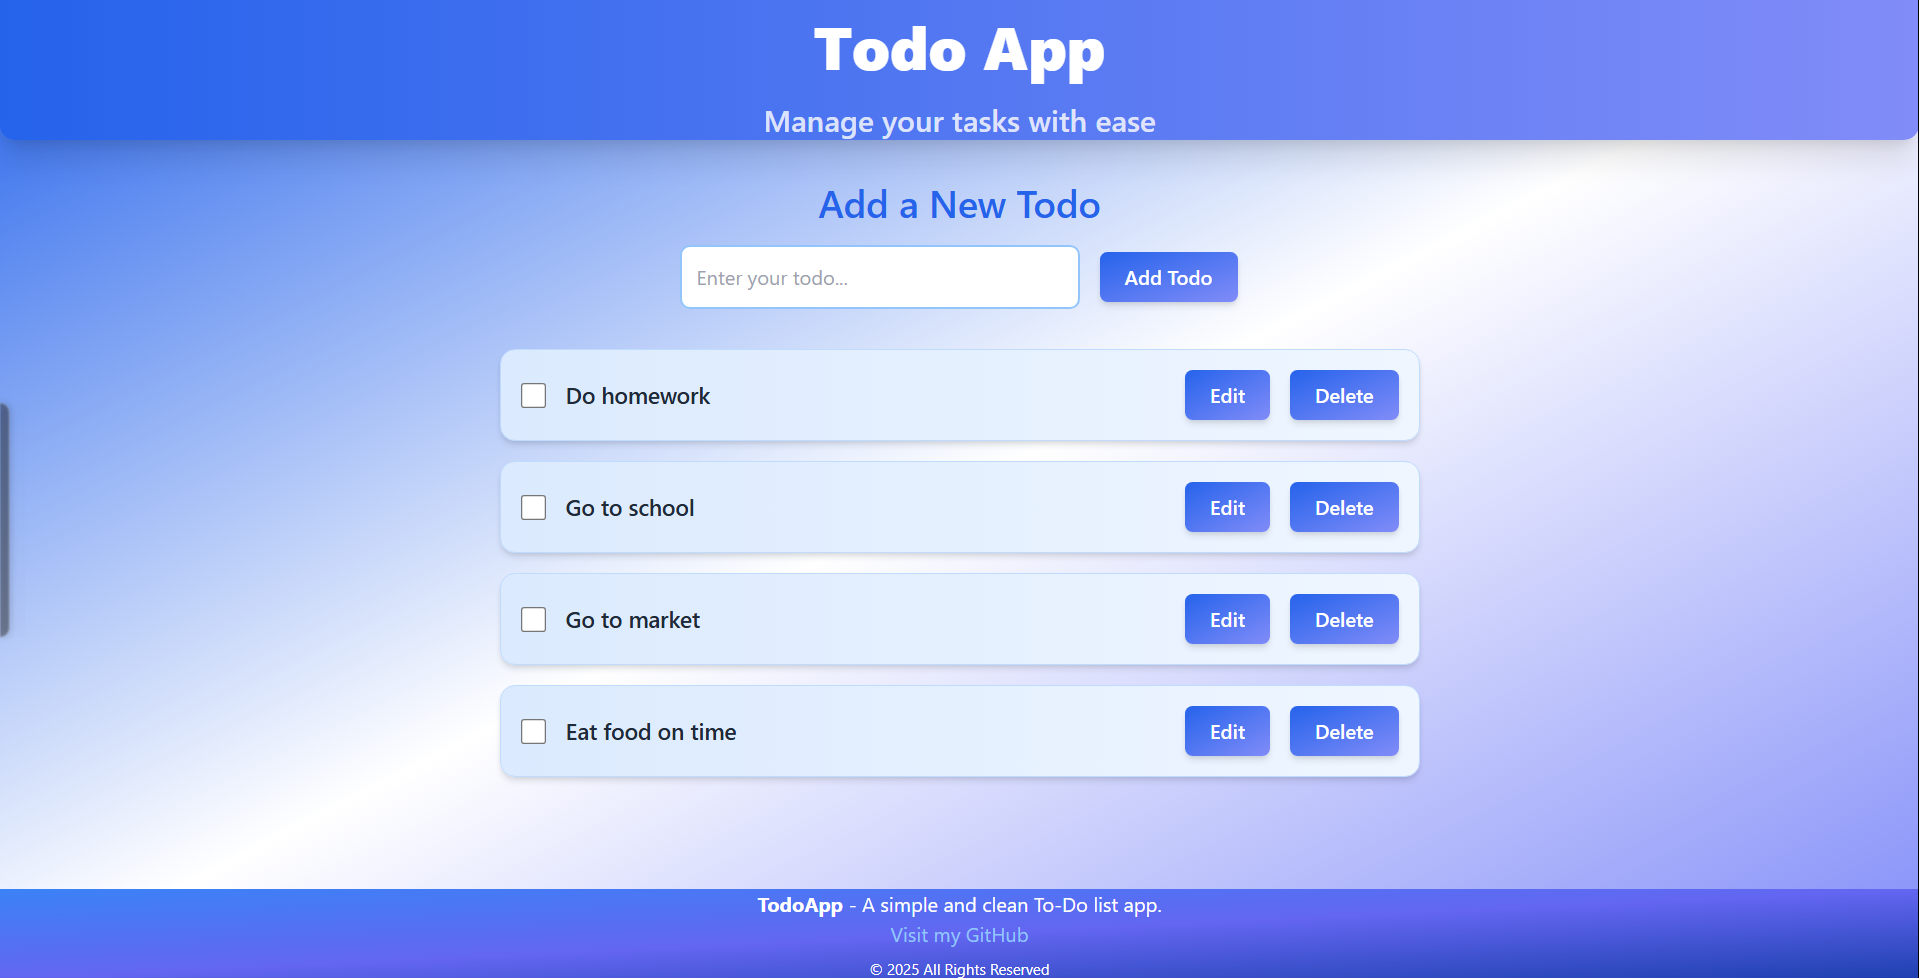 Todo App
Manage your tasks with ease
Add a New Todo
Enter your todo... Add Todo
Do homework Edit Delete
Go to school Edit Delete
Go to market Edit Delete
Eat food on time Edit Delete
TodoApp - A simple and clean To-Do list app.
Visit my GitHub
© 2025 All Rights Reserved